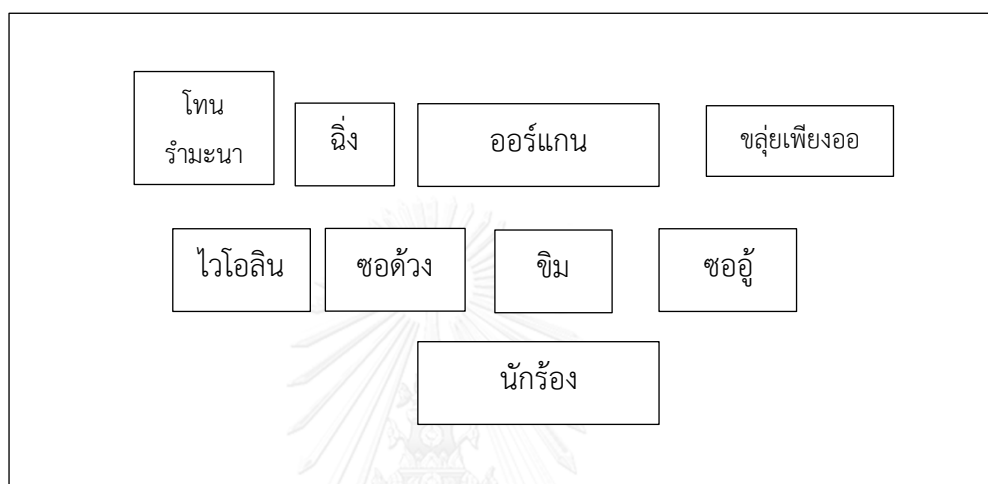 โทน
รำมะนา
ฉิ่ง
ออร์แกน
ขลุ่ยเพียงออ
ไวโอลิน
ซอด้วง
ขิม
ซออู้
นักร้อง